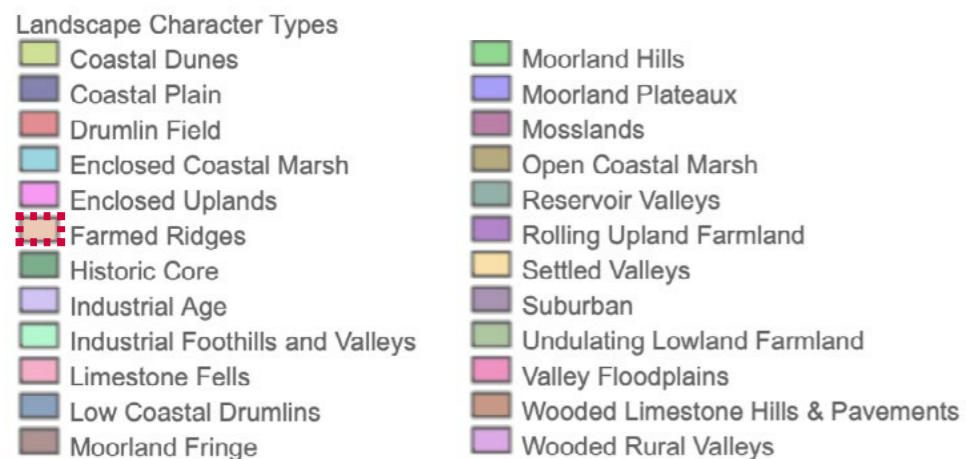 Landscape Character Types
Coastal Dunes
Coastal Plain
Drumlin Field
Enclosed Coastal Marsh
Enclosed Uplands
Farmed Ridges
Historic Core
Industrial Age
Industrial Foothills and Valleys
Limestone Fells
Low Coastal Drumlins
Moorland Fringe
Moorland Hills
Moorland Plateaux
Mosslands
Open Coastal Marsh
Reservoir Valleys
Rolling Upland Farmland
Settled Valleys
Suburban
Undulating Lowland Farmland
Valley Floodplains
Wooded Limestone Hills & Pavements
Wooded Rural Valleys